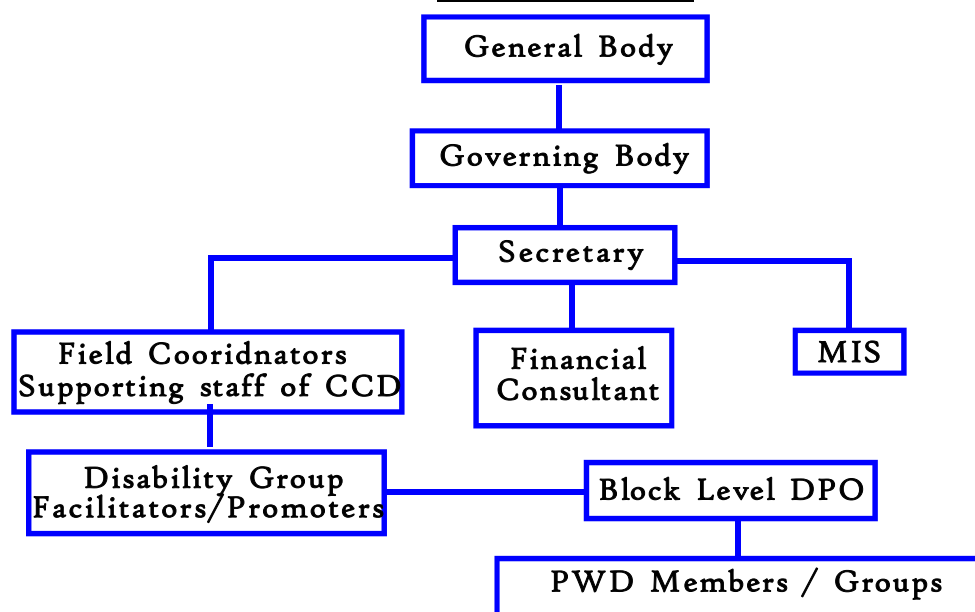 General Body
Governing Body
Secretary
Field Cooridnators
Supporting staff of CCD
Financial
Consultant
MIS
Disability Group
Facilitators/Promoters
Block Level DPO
PWD Members / Groups